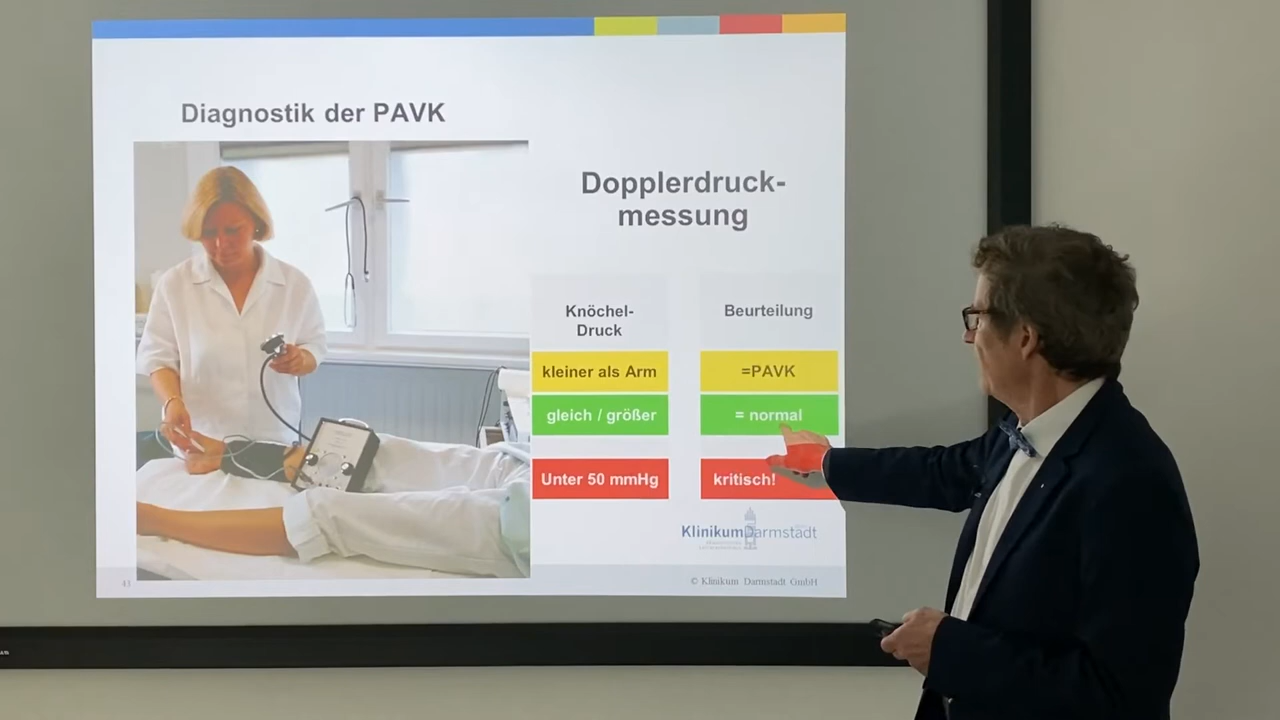 Diagnostik der PAVK
Dopplerdruck-
messung
Knöchel-
Druck
Beurteilung
kleiner als Arm
=PAVK
gleich / größer
= normal
Unter 50 mmHg
kritisch!
KlinikumDarmstadt
43
© Klinikum Darmstadt GmbH